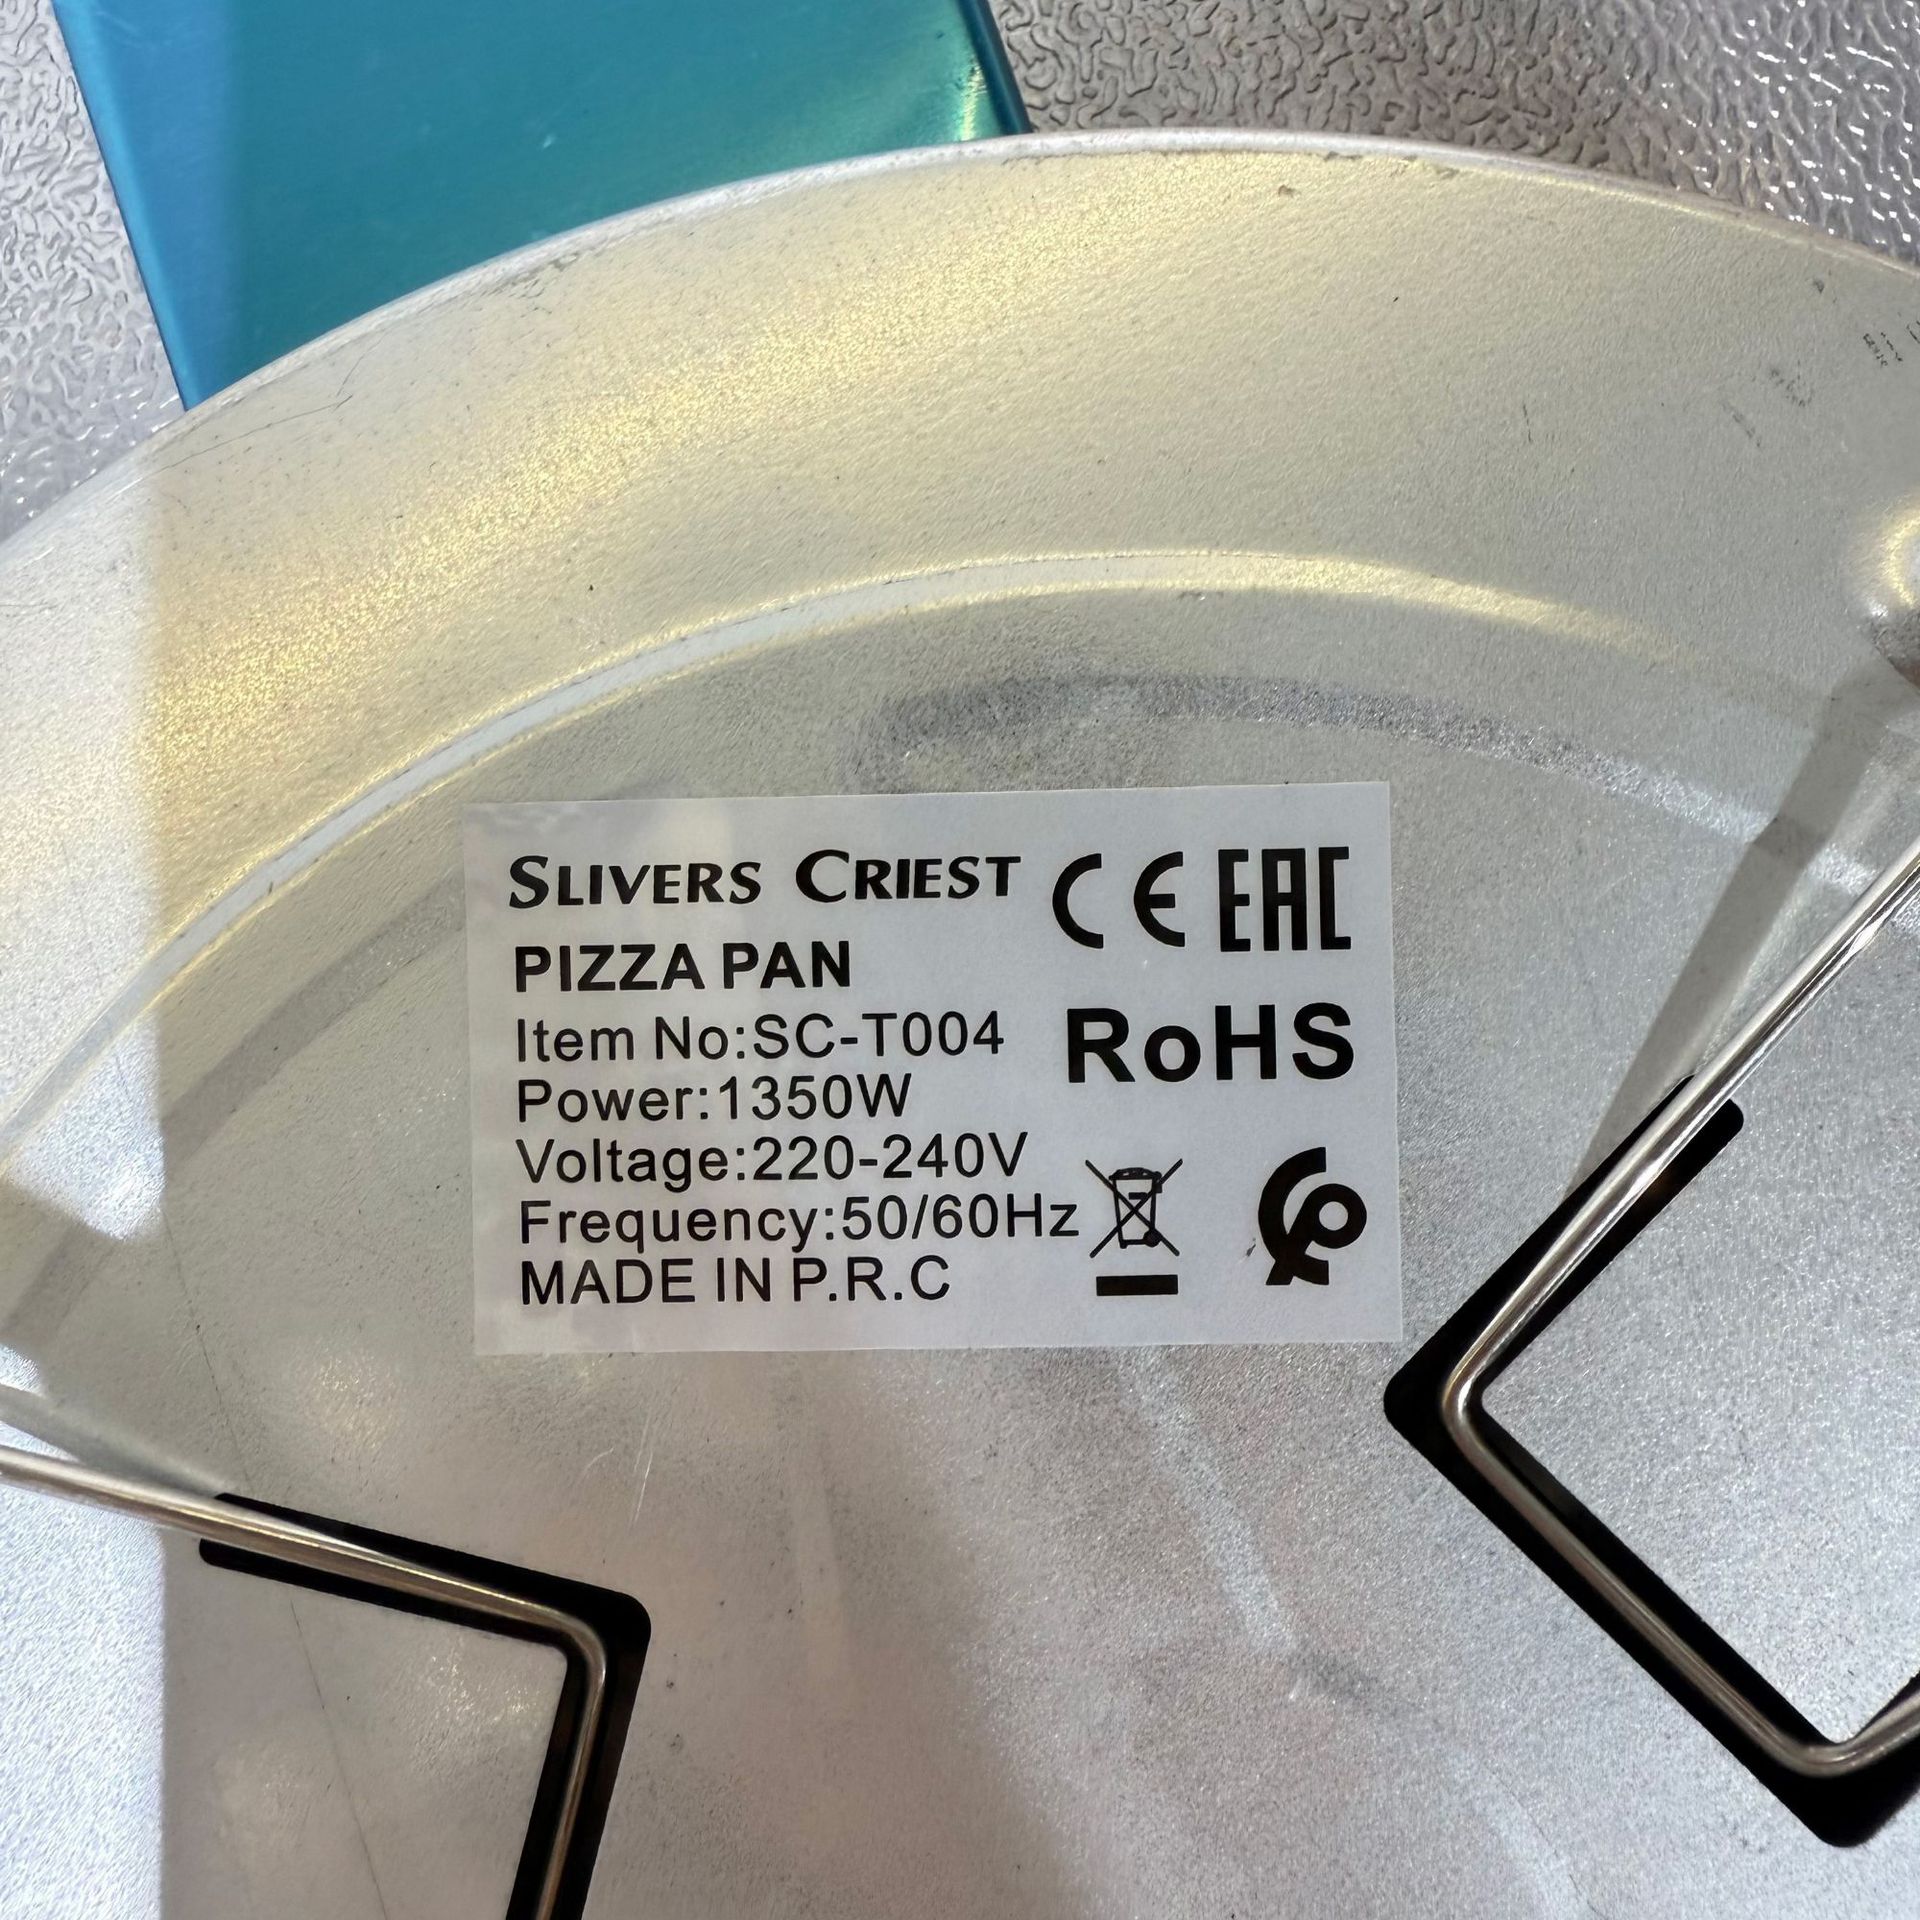 SLIVERS CRIEST CE EAC
PIZZA PAN
Item No:SC-T004
RoHS
Power:1350W
Voltage:220-240V
Frequency:50/60Hz
MADE IN P.R.C